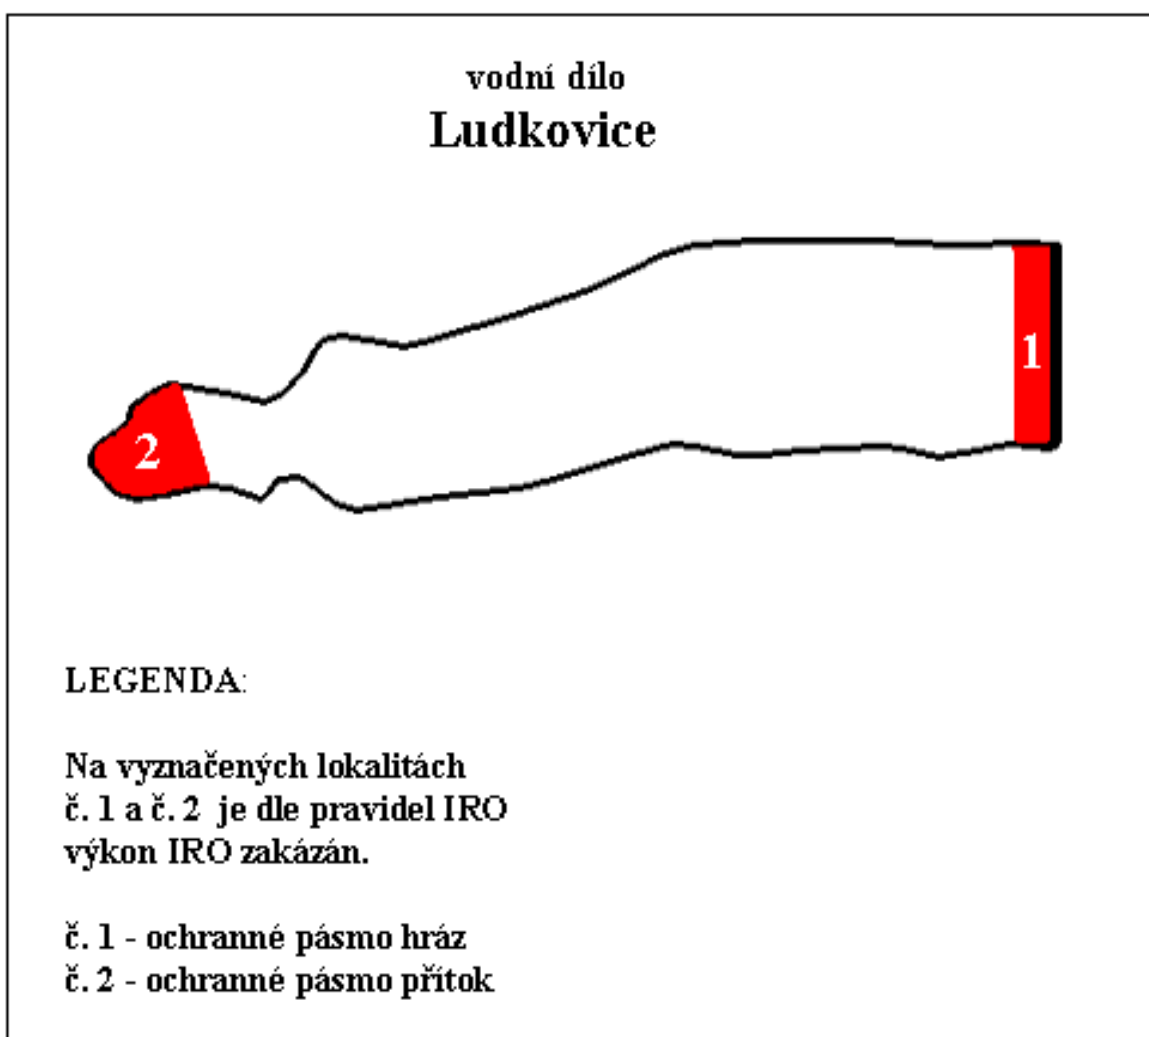 vodní dílo
Ludkovice
1
2
LEGENDA:
Na vyznačených lokalitách
č. 1 a č. 2 je dle pravidel IRO
výkon IRO zakázán.
č. 1 - ochranné pásmo hráz
č. 2 - ochranné pásmo přítok